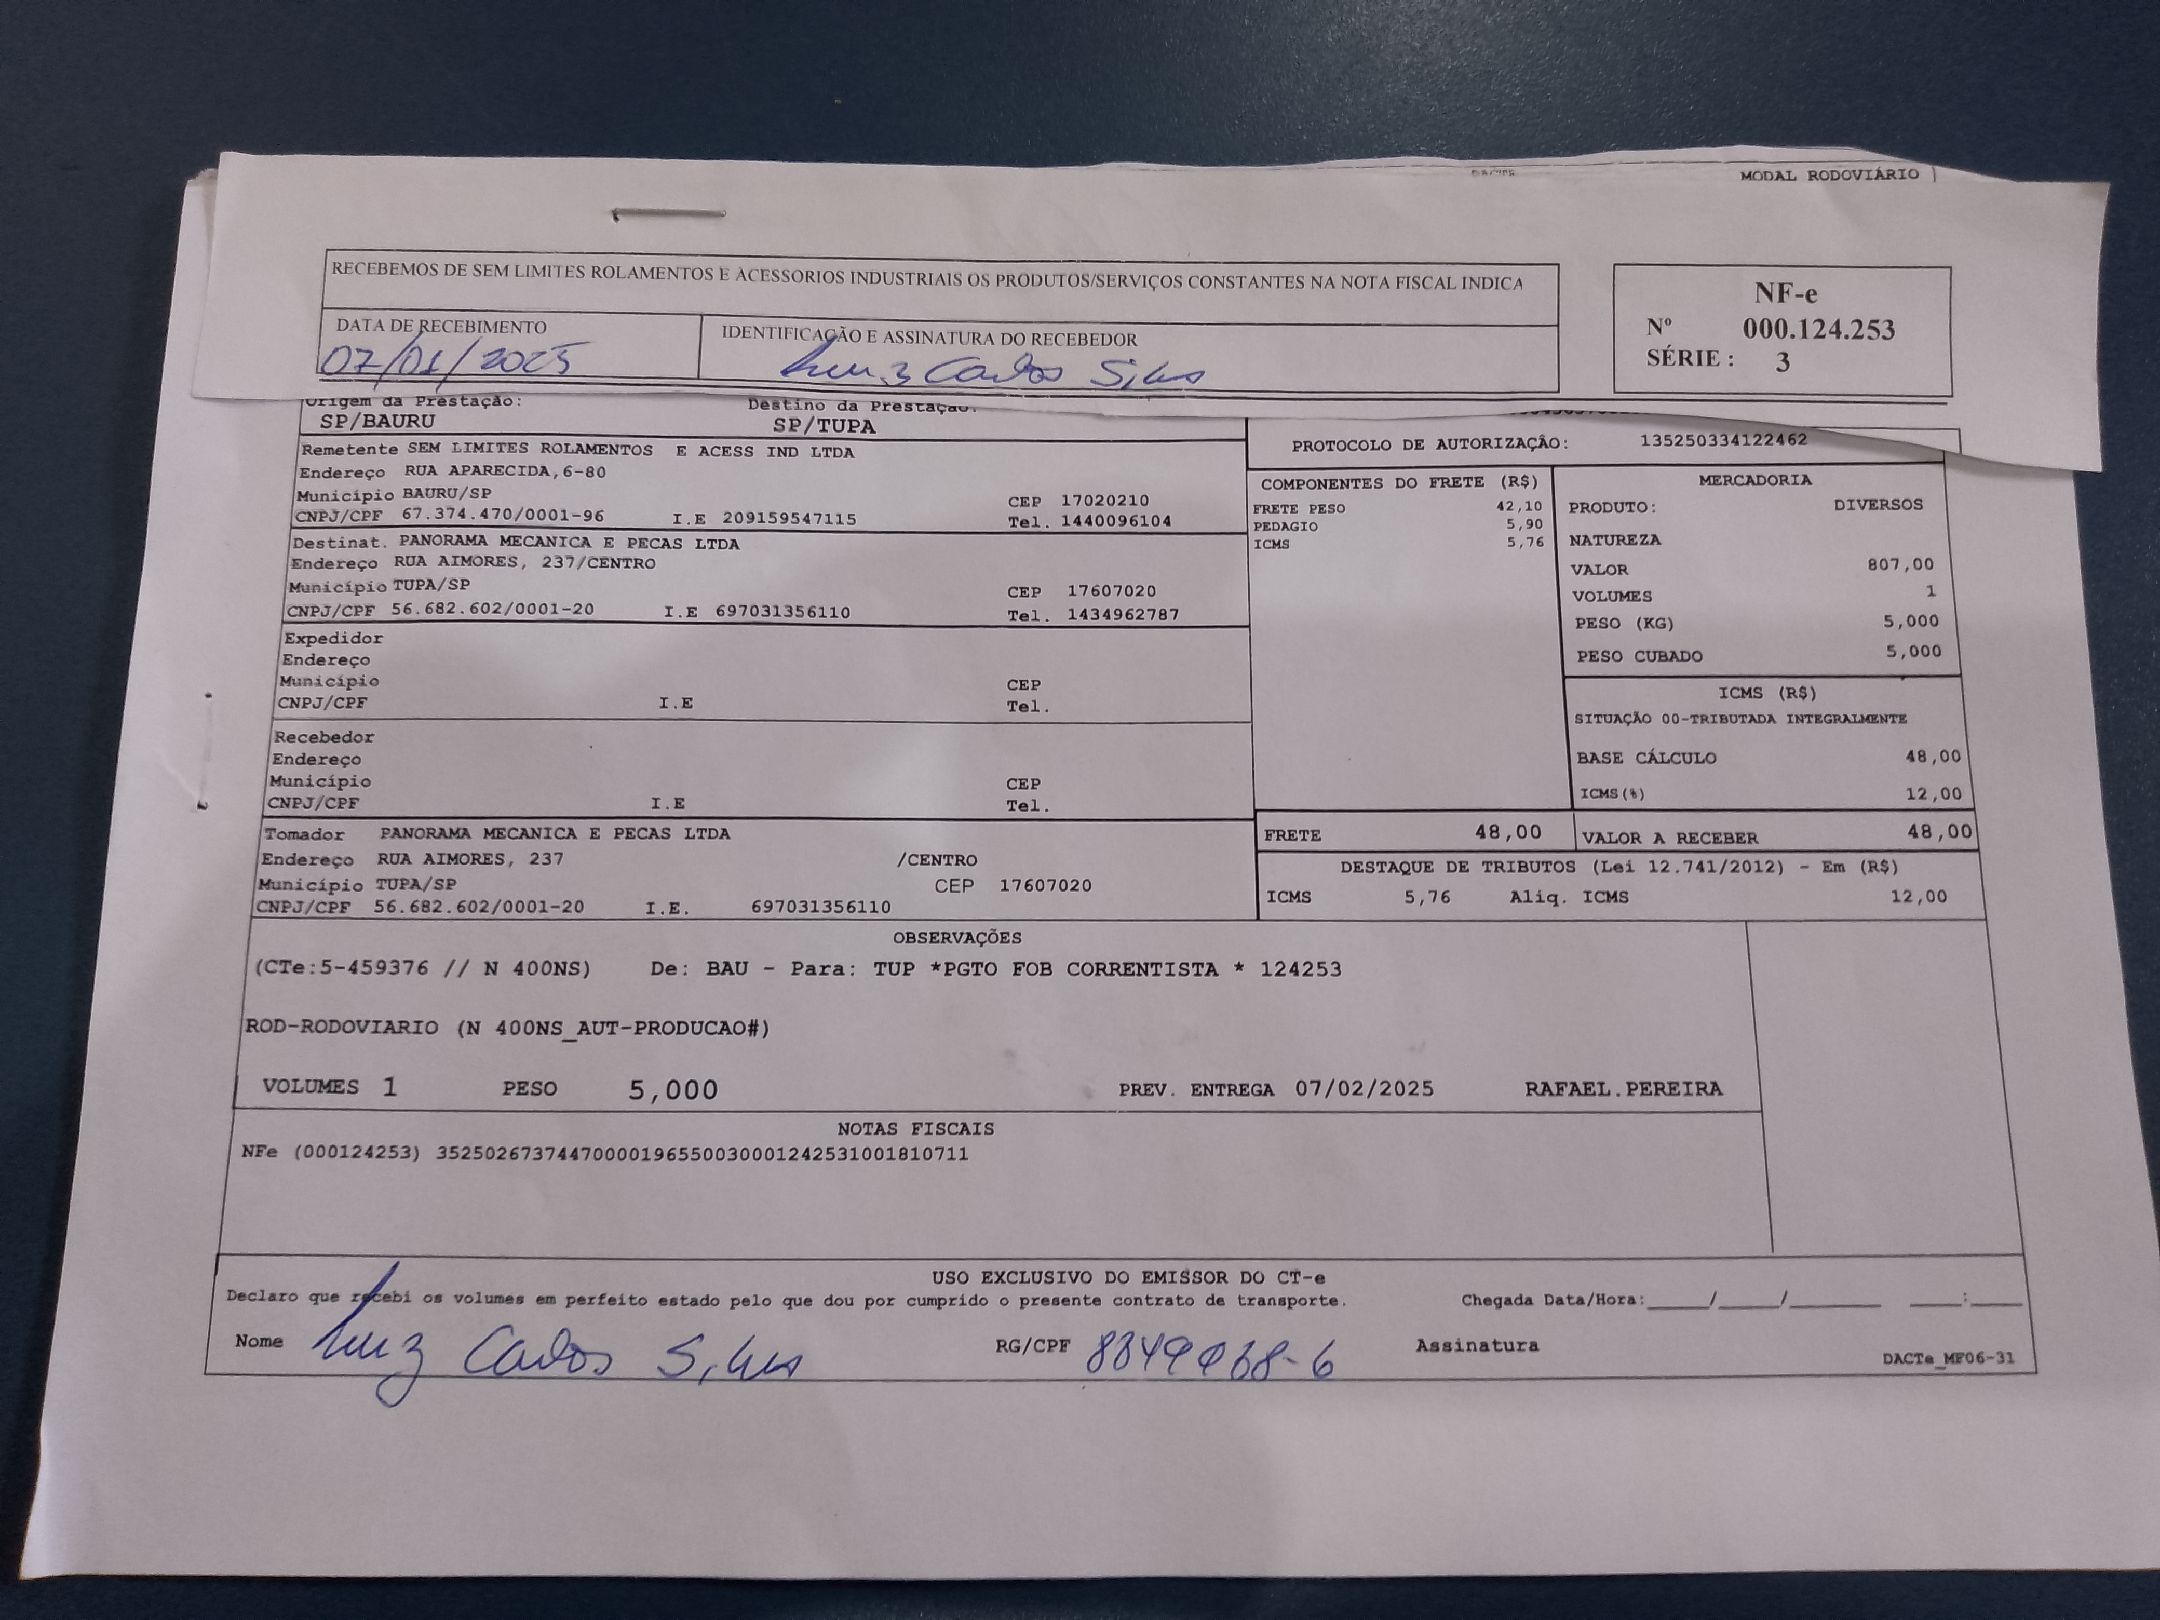 MODAL RODOVIÁRIO
RECEBEMOS DE SEM LIMITES ROLAMENTOS E ACESSORIOS INDUSTRIAIS OS PRODUTOS/SERVIÇOS CONSTANTES NA NOTA FISCAL INDICA
NF-e
Nº 000.124.253
SÉRIE : 3
DATA DE RECEBIMENTO
07/01/2025
IDENTIFICAÇÃO E ASSINATURA DO RECEBEDOR
Luiz Carlos Silva
Origem da Prestação: Destino da Prestação:
SP/BAURU SP/TUPA
PROTOCOLO DE AUTORIZAÇÃO: 135250334122462
Remetente SEM LIMITES ROLAMENTOS E ACESS IND LTDA
Endereço RUA APARECIDA,6-80
Município BAURU/SP CEP 17020210
CNPJ/CPF 67.374.470/0001-96 I.E 209159547115 Tel. 1440096104
Destinat. PANORAMA MECANICA E PECAS LTDA
Endereço RUA AIMORES, 237/CENTRO
Município TUPA/SP CEP 17607020
CNPJ/CPF 56.682.602/0001-20 I.E 697031356110 Tel. 1434962787
Expedidor
Endereço
Município CEP
CNPJ/CPF I.E Tel.
Recebedor
Endereço
Município CEP
CNPJ/CPF I.E Tel.
Tomador PANORAMA MECANICA E PECAS LTDA
Endereço RUA AIMORES, 237 /CENTRO
Município TUPA/SP CEP 17607020
CNPJ/CPF 56.682.602/0001-20 I.E. 697031356110
COMPONENTES DO FRETE (R$)
FRETE PESO 42,10
PEDAGIO 5,90
ICMS 5,76
MERCADORIA
PRODUTO: DIVERSOS
NATUREZA
VALOR 807,00
VOLUMES 1
PESO (KG) 5,000
PESO CUBADO 5,000
ICMS (R$)
SITUAÇÃO 00-TRIBUTADA INTEGRALMENTE
BASE CÁLCULO 48,00
ICMS(%) 12,00
FRETE 48,00 VALOR A RECEBER 48,00
DESTAQUE DE TRIBUTOS (Lei 12.741/2012) - Em (R$)
ICMS 5,76 Aliq. ICMS 12,00
OBSERVAÇÕES
(CTe:5-459376 // N 400NS) De: BAU - Para: TUP *PGTO FOB CORRENTISTA * 124253
ROD-RODOVIARIO (N 400NS_AUT-PRODUCAO#)
VOLUMES 1 PESO 5,000 PREV. ENTREGA 07/02/2025 RAFAEL.PEREIRA
NOTAS FISCAIS
NFe (000124253) 35250267374470000196550030001242531001810711
USO EXCLUSIVO DO EMISSOR DO CT-e
Declaro que recebi os volumes em perfeito estado pelo que dou por cumprido o presente contrato de transporte. Chegada Data/Hora:_____/_____/_______ ____:____
Nome Luiz Carlos Silva RG/CPF Assinatura
DACTe_MF06-31